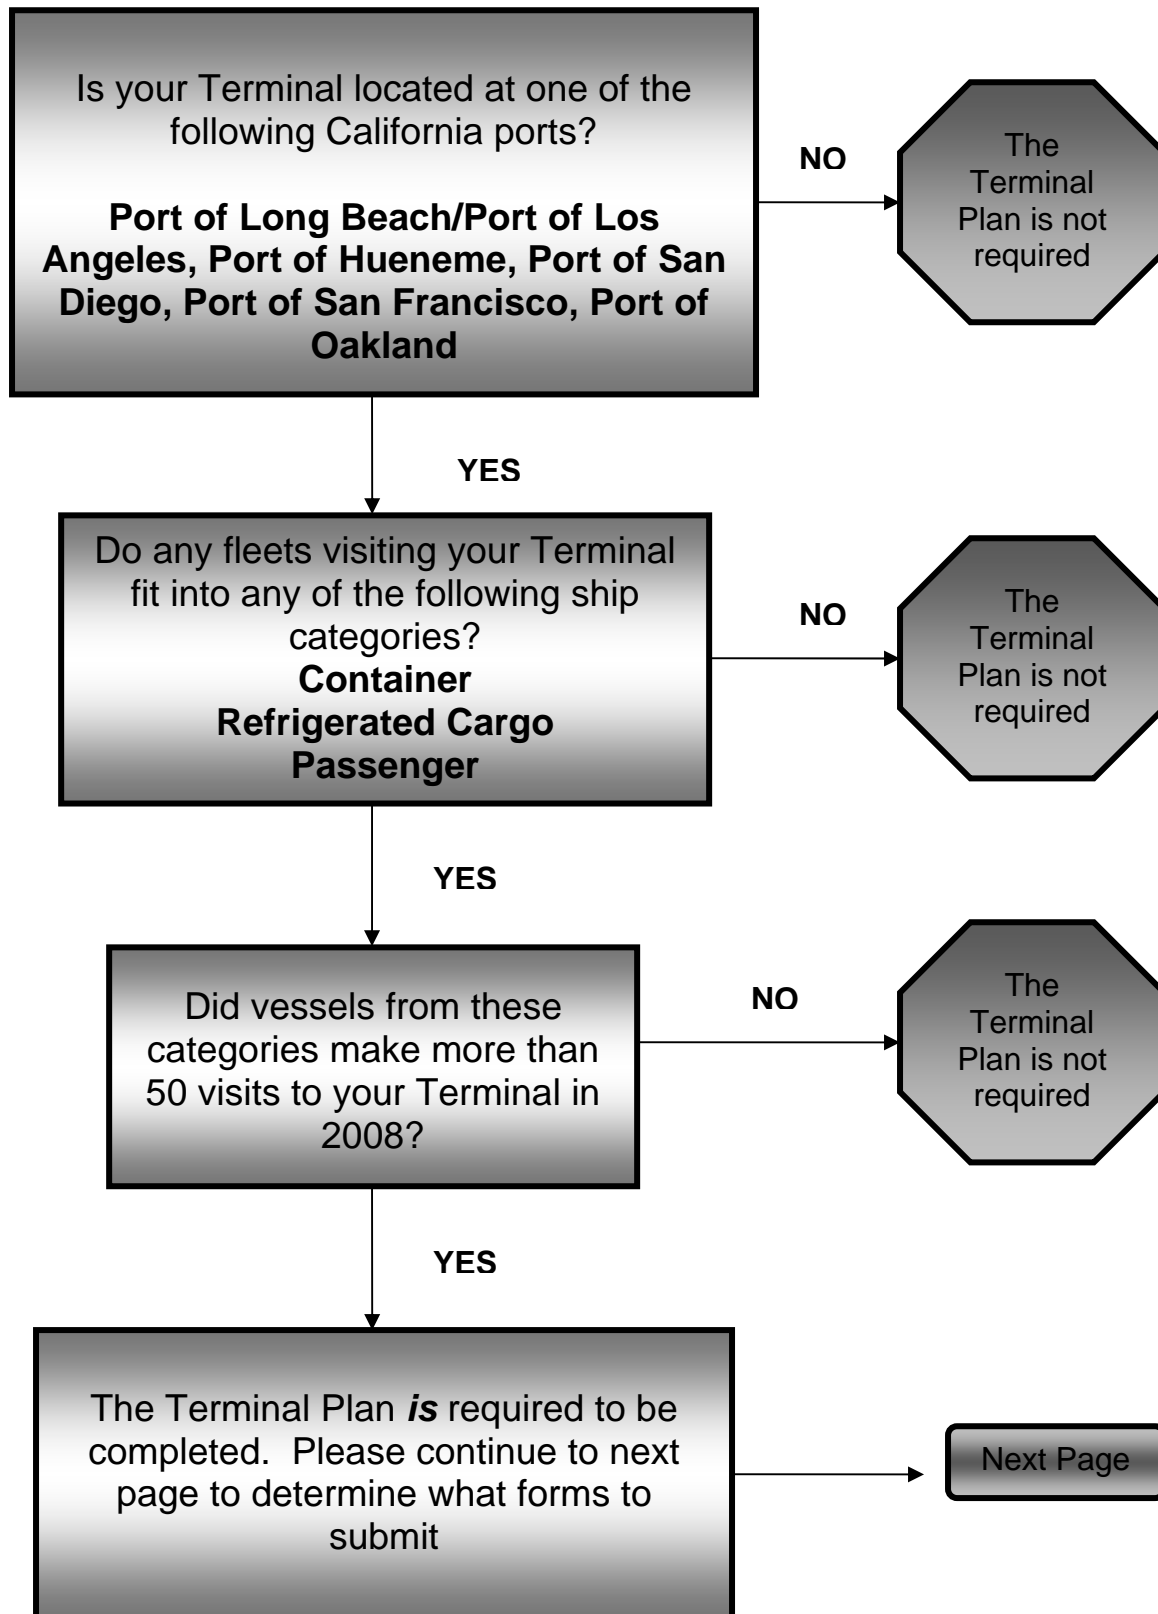 Is your Terminal located at one of the
following California ports?
Port of Long Beach/Port of Los
Angeles, Port of Hueneme, Port of San
Diego, Port of San Francisco, Port of
Oakland
NO
The
Terminal
Plan is not
required
YES
Do any fleets visiting your Terminal
fit into any of the following ship
categories?
Container
Refrigerated Cargo
Passenger
NO
The
Terminal
Plan is not
required
YES
Did vessels from these
categories make more than
50 visits to your Terminal in
2008?
NO
The
Terminal
Plan is not
required
YES
The Terminal Plan is required to be
completed.  Please continue to next
page to determine what forms to
submit
Next Page